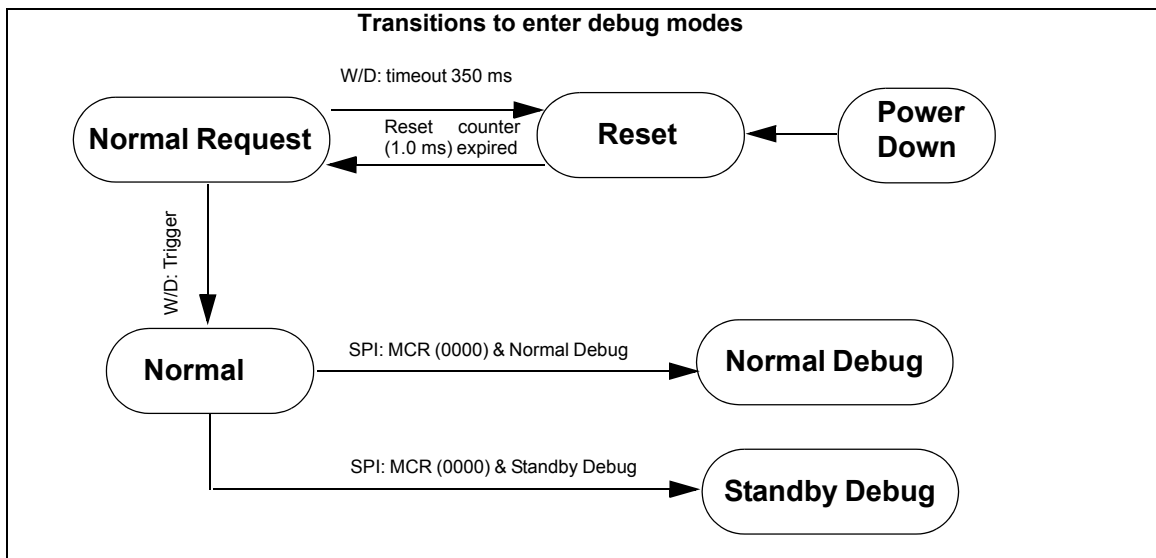 Transitions to enter debug modes
W/D: timeout 350 ms
Normal Request
Reset counter
(1.0 ms) expired
Reset
Power
Down
W/D: Trigger
Normal
SPI: MCR (0000) & Normal Debug
Normal Debug
SPI: MCR (0000) & Standby Debug
Standby Debug